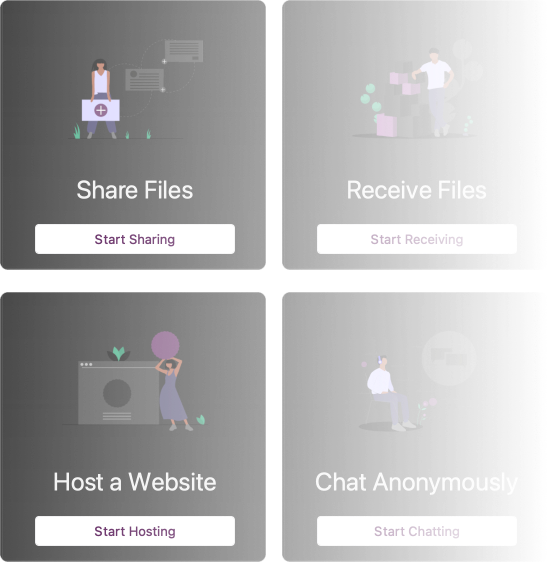 Share Files
Start Sharing
Receive Files
Start Receiving
Host a Website
Start Hosting
Chat Anonymously
Start Chatting